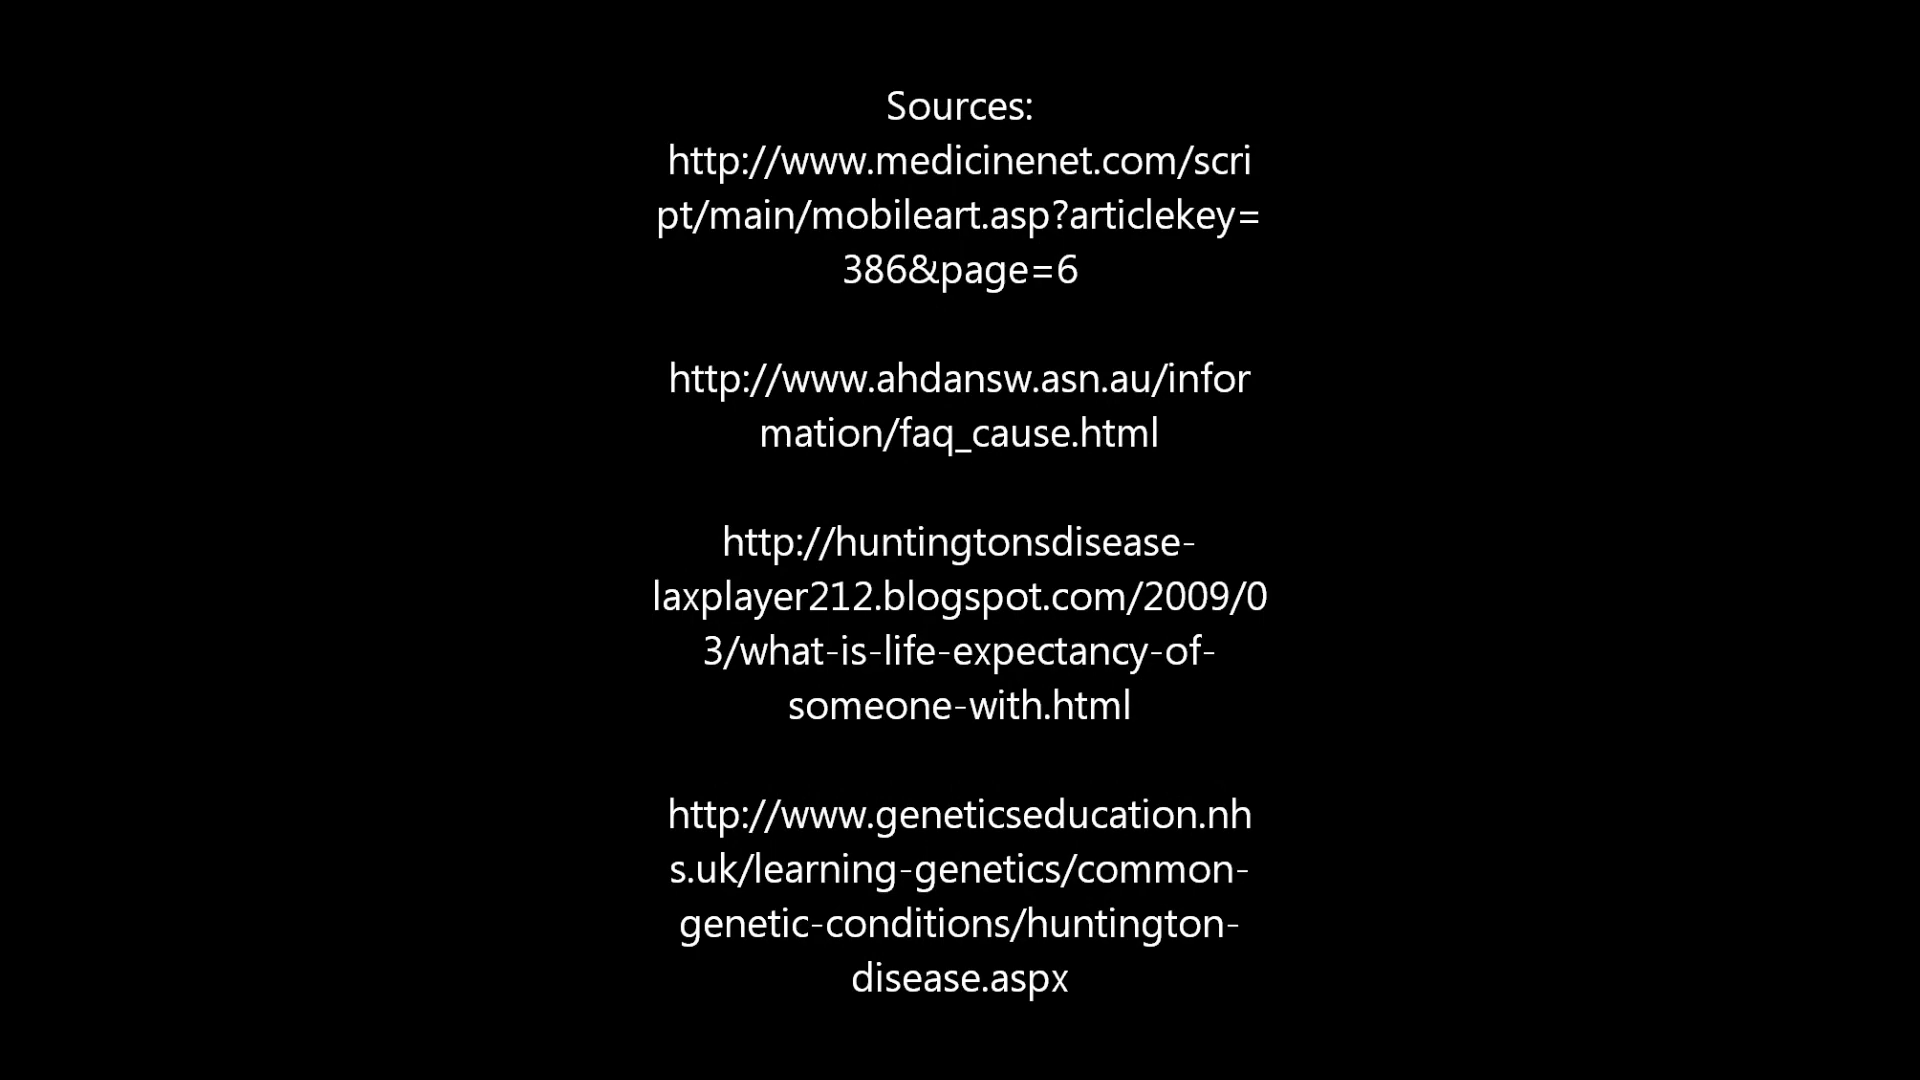 Sources:
http://www.medicinenet.com/scri
pt/main/mobileart.asp?articlekey=
386&page=6
http://www.ahdansw.asn.au/infor
mation/faq_cause.html
http://huntingtonsdisease-
laxplayer212.blogspot.com/2009/0
3/what-is-life-expectancy-of-
someone-with.html
http://www.geneticseducation.nh
s.uk/learning-genetics/common-
genetic-conditions/huntington-
disease.aspx